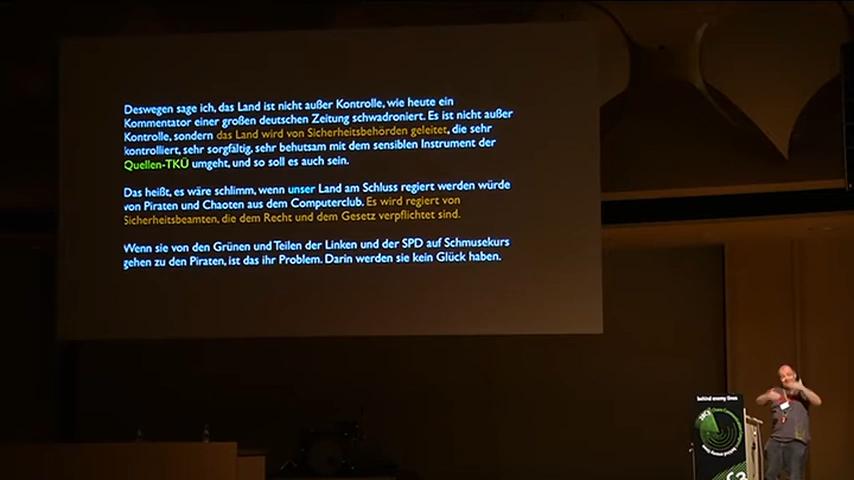 Deswegen sage ich, das Land ist nicht außer Kontrolle, wie heute ein
Kommentator einer großen deutschen Zeitung schwadroniert. Es ist nicht außer
Kontrolle, sondern das Land wird von Sicherheitsbehörden geleitet, die sehr
kontrolliert, sehr sorgfältig, sehr behutsam mit dem sensiblen Instrument der
Quellen-TKÜ umgeht, und so soll es auch sein.
Das heißt, es wäre schlimm, wenn unser Land am Schluss regiert werden würde
von Piraten und Chaoten aus dem Computerclub. Es wird regiert von
Sicherheitsbeamten, die dem Recht und dem Gesetz verpflichtet sind.
Wenn sie von den Grünen und Teilen der Linken und der SPD auf Schmusekurs
gehen zu den Piraten, ist das ihr Problem. Darin werden sie kein Glück haben.
behind enemy lines